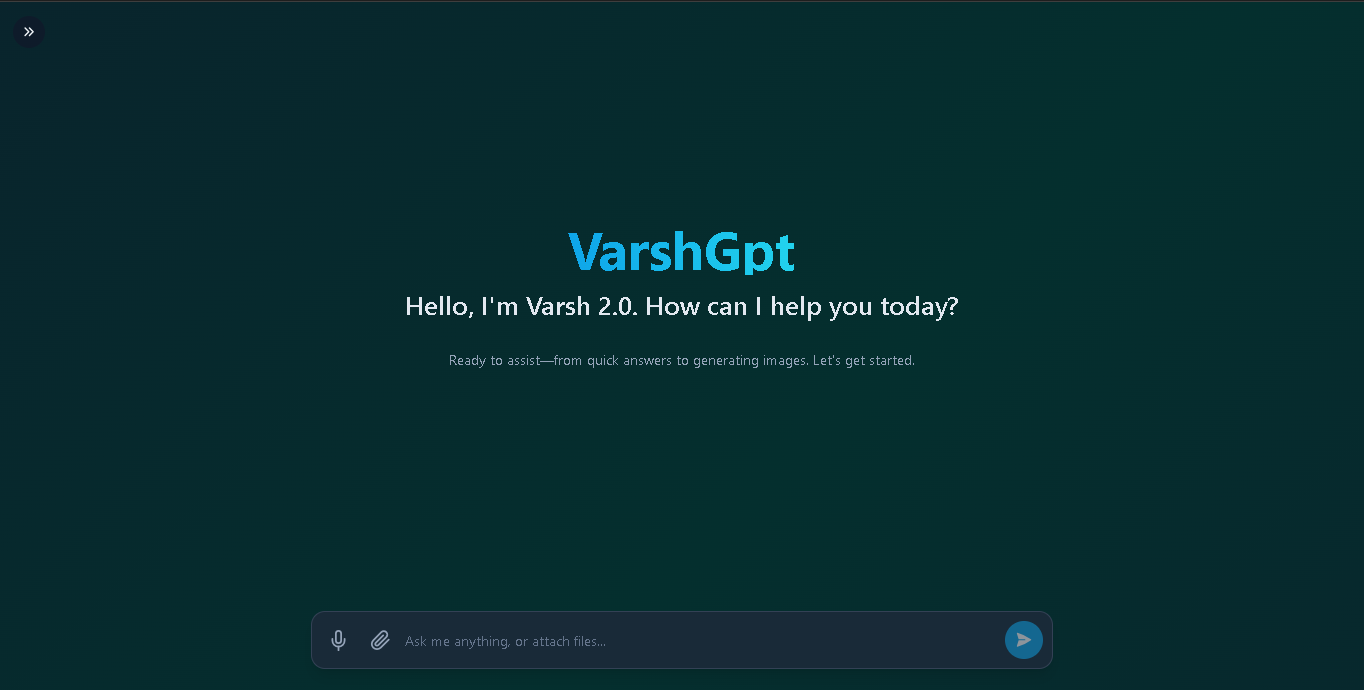 VarshGpt
Hello, I'm Varsh 2.0. How can I help you today?
Ready to assist—from quick answers to generating images. Let's get started.
Ask me anything, or attach files...